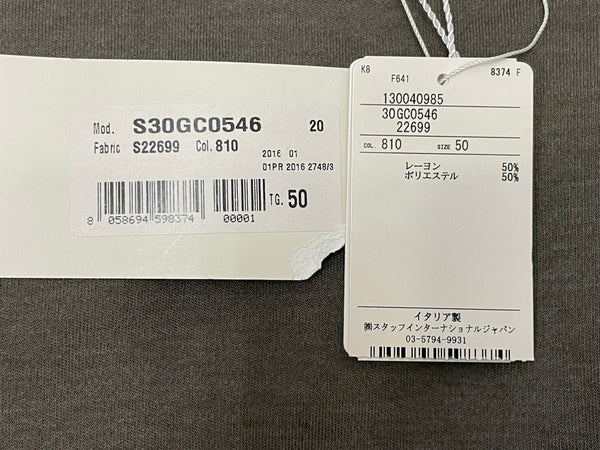 Mod. S30GC0546 20
Fabric S22699 Col. 810
2016 01
01PR 2016 2748/3
TG. 50
8 058694 598374 00001
K8 F641 8374 F
130040985
30GC0546
22699
COL. 810 SIZE 50
レーヨン 50%
ポリエステル 50%
イタリア製
㈱スタッフインターナショナルジャパン
03-5794-9931